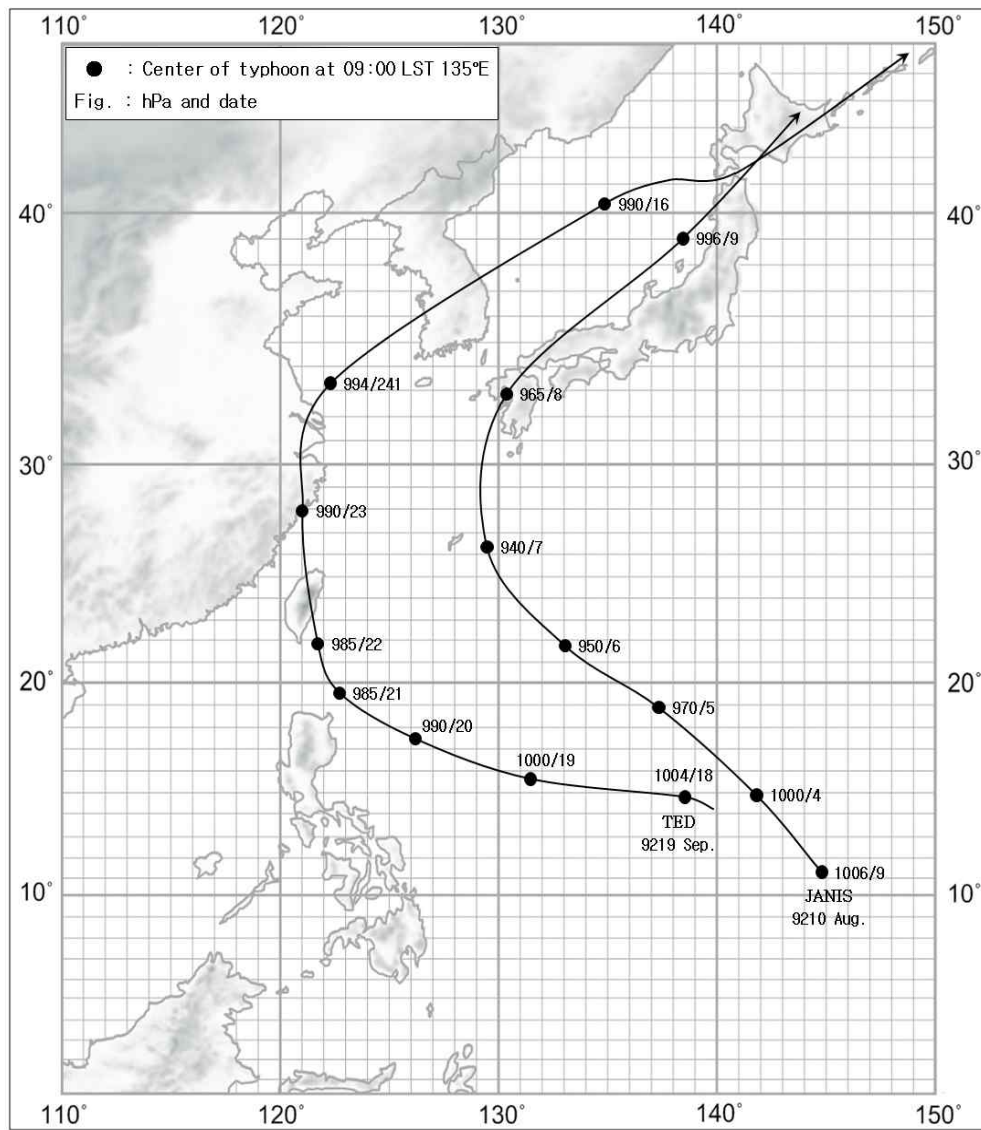 110° 120° 130° 140° 150°
● : Center of typhoon at 09:00 LST 135°E
Fig. : hPa and date
990/16
40° 40°
996/9
994/241
965/8
30° 30°
990/23
940/7
985/22
950/6
20° 20°
985/21
970/5
990/20
1000/19
1004/18
1000/4
TED
9219 Sep.
1006/9
10° 10°
JANIS
9210 Aug.
110° 120° 130° 140° 150°